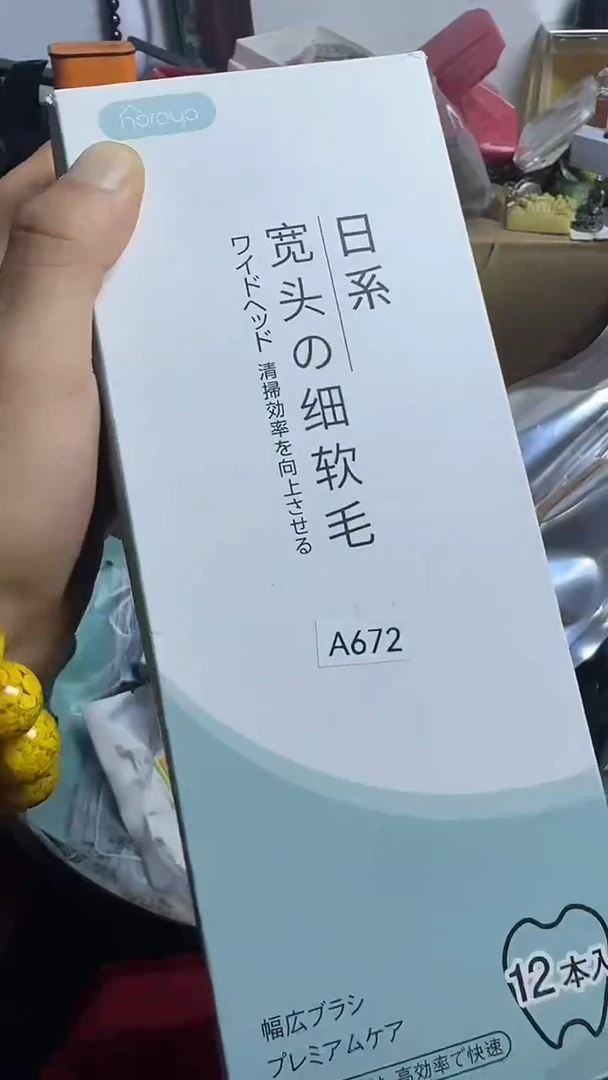 noroya
日系
宽头の细软毛
ワイドヘッド 清掃効率を向上させる
A672
12本入
幅広ブラシ
プレミアムケア
高効率で快速